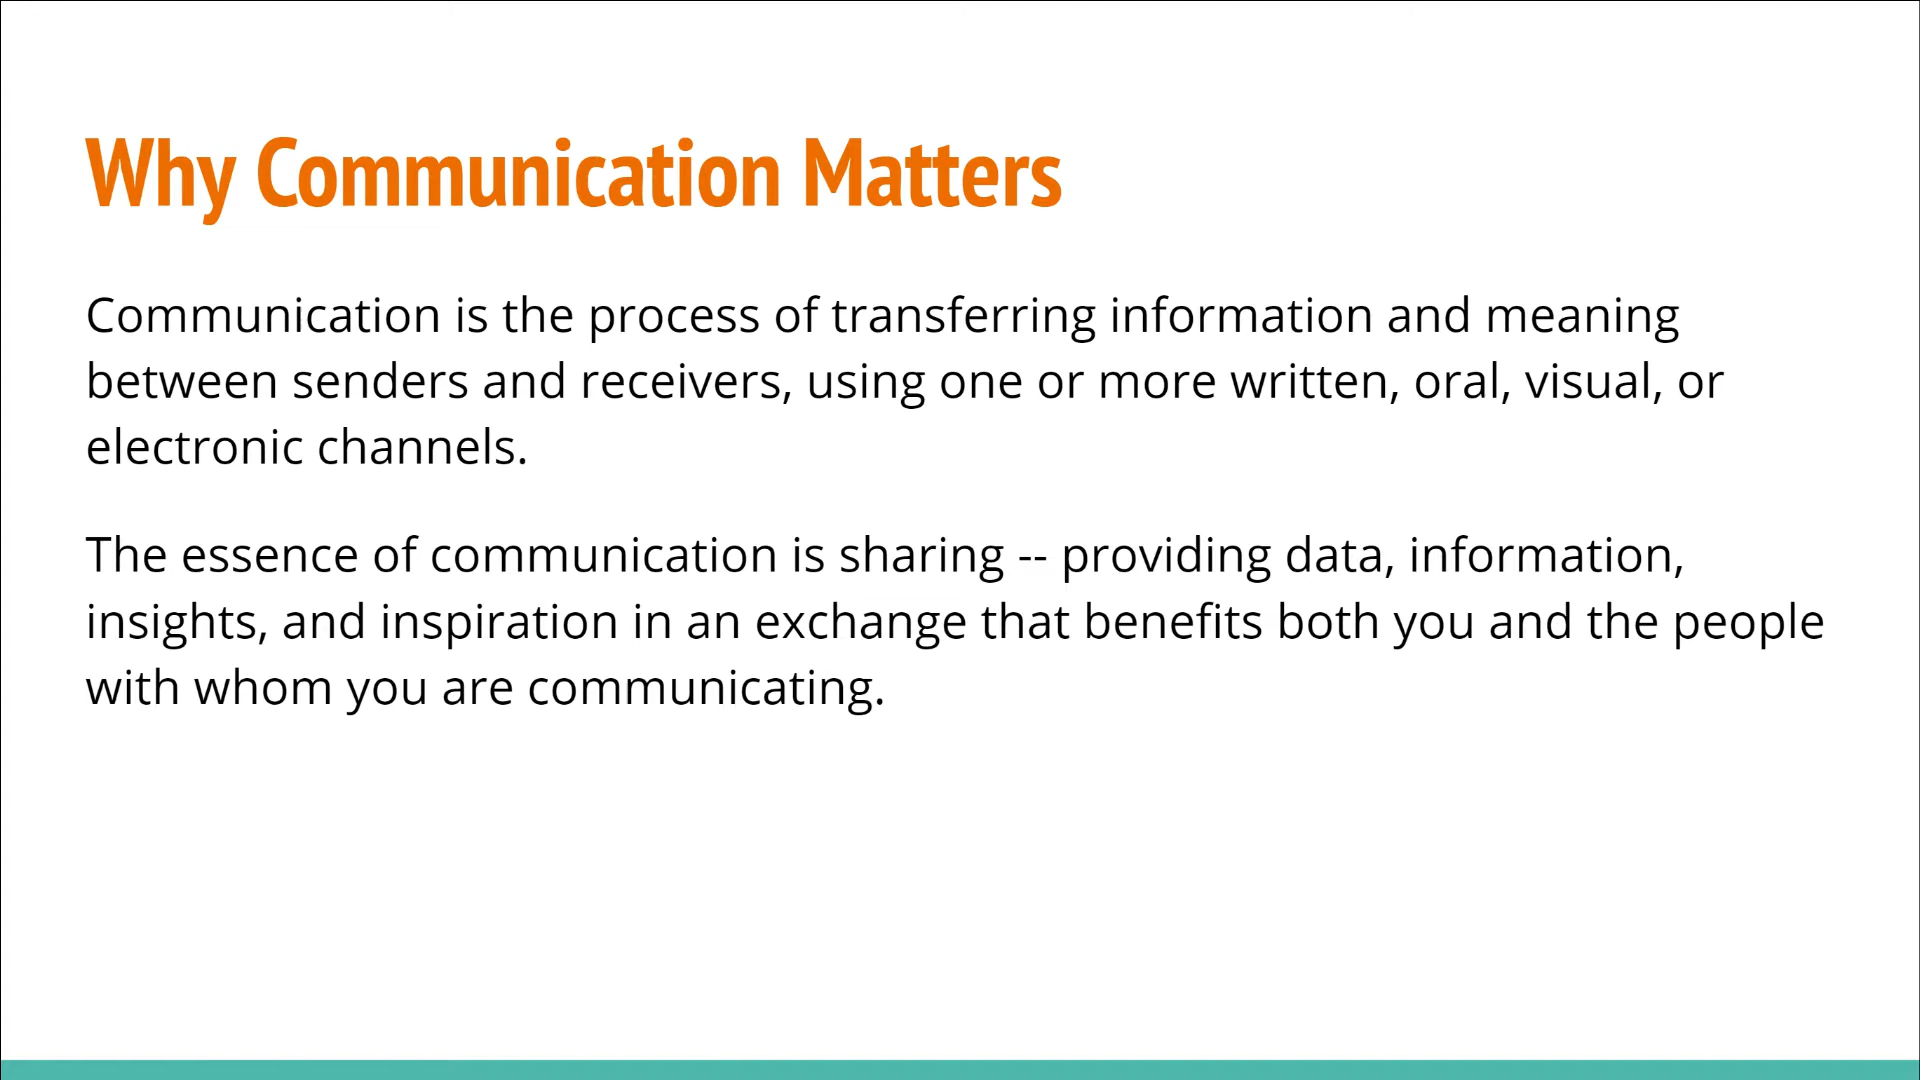 Why Communication Matters
Communication is the process of transferring information and meaning
between senders and receivers, using one or more written, oral, visual, or
electronic channels.
The essence of communication is sharing -- providing data, information,
insights, and inspiration in an exchange that benefits both you and the people
with whom you are communicating.